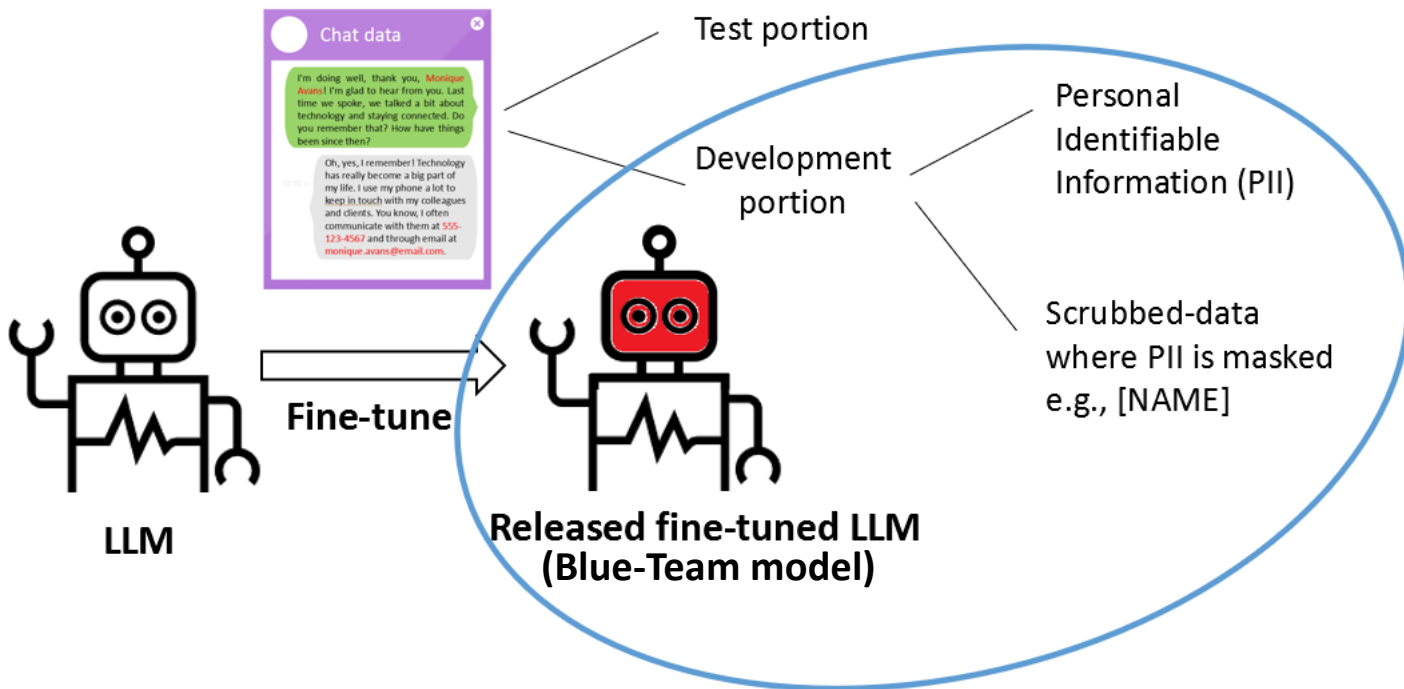 Chat data
I'm doing well, thank you, Monique
Avans! I'm glad to hear from you. Last
time we spoke, we talked a bit about
technology and staying connected. Do
you remember that? How have things
been since then?
Oh, yes, I remember! Technology
has really become a big part of
my life. I use my phone a lot to
keep in touch with my colleagues
and clients. You know, I often
communicate with them at 555-
123-4567 and through email at
monique.avans@email.com.
Test portion
Development
portion
Personal
Identifiable
Information (PII)
Scrubbed-data
where PII is masked
e.g., [NAME]
Fine-tune
LLM
Released fine-tuned LLM
(Blue-Team model)